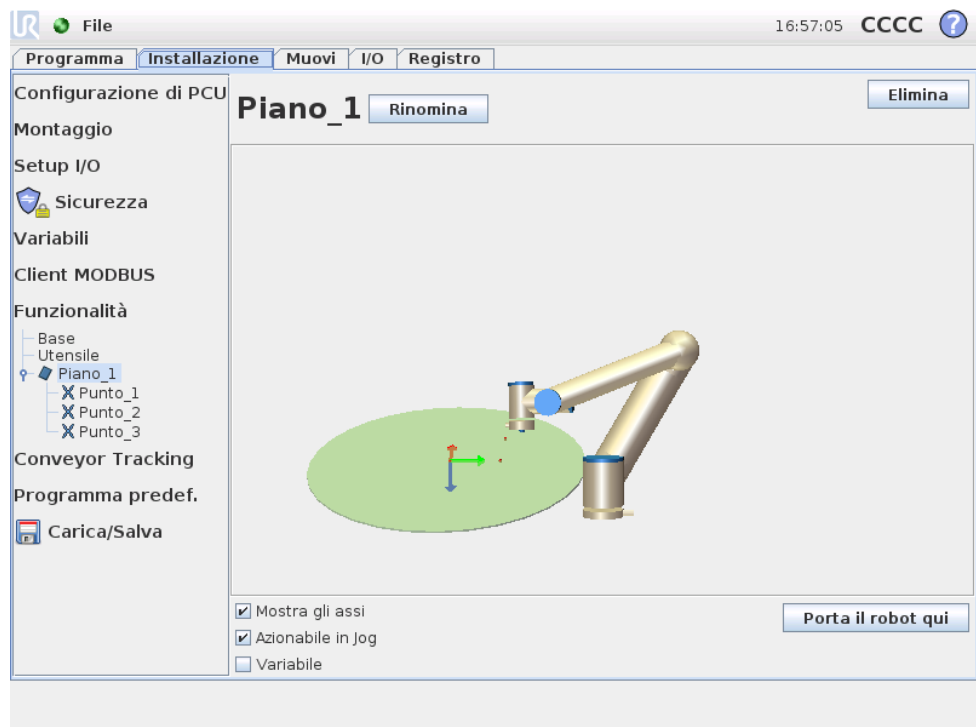 UR File 16:57:05 CCCC ?
Programma Installazione Muovi I/O Registro
Configurazione di PCU
Montaggio
Setup I/O
Sicurezza
Variabili
Client MODBUS
Funzionalità
Base
Utensile
Piano_1
Punto_1
Punto_2
Punto_3
Conveyor Tracking
Programma predef.
Carica/Salva
Piano_1 Rinomina Elimina
Mostra gli assi
Azionabile in Jog
Variabile
Porta il robot qui